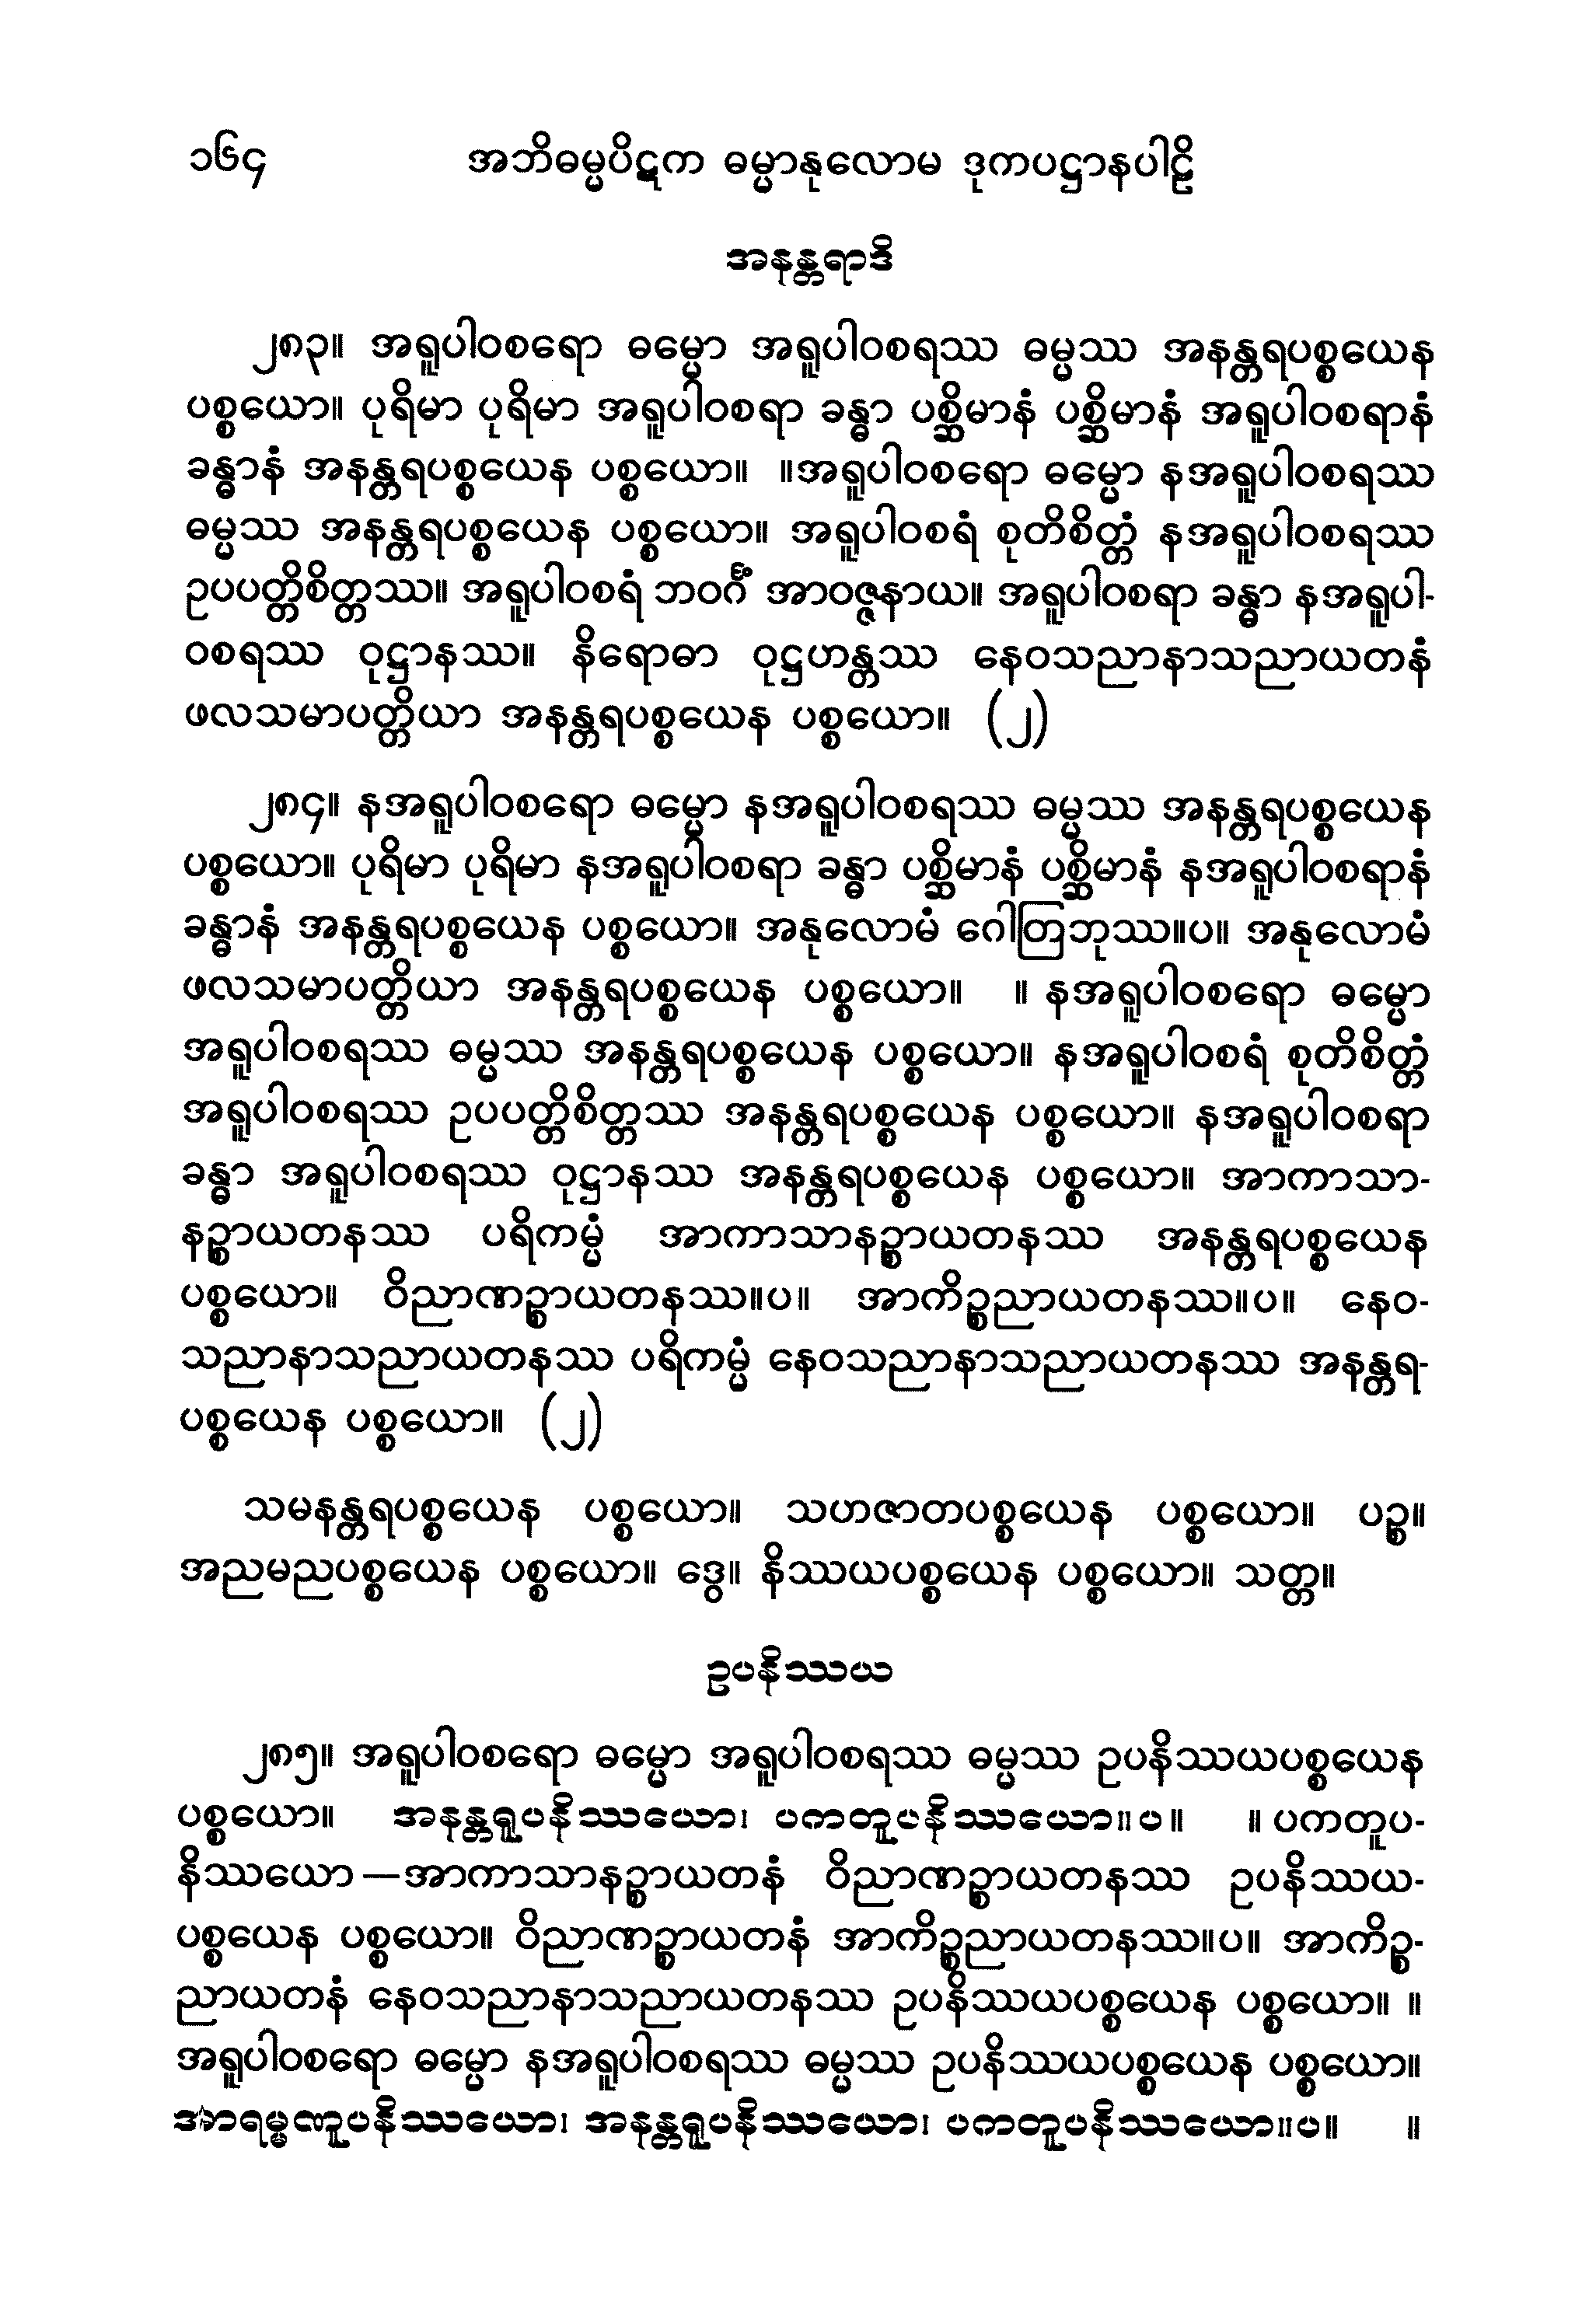 ၁၆၄ အဘိဓမ္မပိဋက ဓမ္မာနုလောမ ဒုကပဋ္ဌာနပါဠိ
အနန္တရာဒိ
၂၈၃။ အရူပါဝစရော ဓမ္မော အရူပါဝစရဿ ဓမ္မဿ အနန္တရပစ္စယေန
ပစ္စယော။ ပုရိမာ ပုရိမာ အရူပါဝစရာ ခန္ဓာ ပစ္ဆိမာနံ ပစ္ဆိမာနံ အရူပါဝစရာနံ
ခန္ဓာနံ အနန္တရပစ္စယေန ပစ္စယော။ ။အရူပါဝစရော ဓမ္မော နအရူပါဝစရဿ
ဓမ္မဿ အနန္တရပစ္စယေန ပစ္စယော။ အရူပါဝစရံ စုတိစိတ္တံ နအရူပါဝစရဿ
ဥပပတ္တိစိတ္တဿ။ အရူပါဝစရံ ဘဝင်္ဂံ အာဝဇ္ဇနာယ။ အရူပါဝစရာ ခန္ဓာ နအရူပါ-
ဝစရဿ ဝုဋ္ဌာနဿ။ နိရောဓာ ဝုဋ္ဌဟန္တဿ နေဝသညာနာသညာယတနံ
ဖလသမာပတ္တိယာ အနန္တရပစ္စယေန ပစ္စယော။ (၂)
၂၈၄။ နအရူပါဝစရော ဓမ္မော နအရူပါဝစရဿ ဓမ္မဿ အနန္တရပစ္စယေန
ပစ္စယော။ ပုရိမာ ပုရိမာ နအရူပါဝစရာ ခန္ဓာ ပစ္ဆိမာနံ ပစ္ဆိမာနံ နအရူပါဝစရာနံ
ခန္ဓာနံ အနန္တရပစ္စယေန ပစ္စယော။ အနုလောမံ ဂေါတြဘုဿ။ပ။ အနုလောမံ
ဖလသမာပတ္တိယာ အနန္တရပစ္စယေန ပစ္စယော။ ။ နအရူပါဝစရော ဓမ္မော
အရူပါဝစရဿ ဓမ္မဿ အနန္တရပစ္စယေန ပစ္စယော။ နအရူပါဝစရံ စုတိစိတ္တံ
အရူပါဝစရဿ ဥပပတ္တိစိတ္တဿ အနန္တရပစ္စယေန ပစ္စယော။ နအရူပါဝစရာ
ခန္ဓာ အရူပါဝစရဿ ဝုဋ္ဌာနဿ အနန္တရပစ္စယေန ပစ္စယော။ အာကာသာ-
နဉ္စာယတနဿ ပရိကမ္မံ အာကာသာနဉ္စာယတနဿ အနန္တရပစ္စယေန
ပစ္စယော။ ဝိညာဏဉ္စာယတနဿ။ပ။ အာကိဉ္စညာယတနဿ။ပ။ နေဝ-
သညာနာသညာယတနဿ ပရိကမ္မံ နေဝသညာနာသညာယတနဿ အနန္တရ-
ပစ္စယေန ပစ္စယော။ (၂)
သမနန္တရပစ္စယေန ပစ္စယော။ သဟဇာတပစ္စယေန ပစ္စယော။ ပဉ္စ။
အညမညပစ္စယေန ပစ္စယော။ ဒွေ။ နိဿယပစ္စယေန ပစ္စယော။ သတ္တ။
ဥပနိဿယ
၂၈၅။ အရူပါဝစရော ဓမ္မော အရူပါဝစရဿ ဓမ္မဿ ဥပနိဿယပစ္စယေန
ပစ္စယော။ အနန္တရူပနိဿယော၊ ပကတူပနိဿယော။ပ။ ။ ပကတူပ-
နိဿယော—အာကာသာနဉ္စာယတနံ ဝိညာဏဉ္စာယတနဿ ဥပနိဿယ-
ပစ္စယေန ပစ္စယော။ ဝိညာဏဉ္စာယတနံ အာကိဉ္စညာယတနဿ။ပ။ အာကိဉ္စ-
ညာယတနံ နေဝသညာနာသညာယတနဿ ဥပနိဿယပစ္စယေန ပစ္စယော။ ။
အရူပါဝစရော ဓမ္မော နအရူပါဝစရဿ ဓမ္မဿ ဥပနိဿယပစ္စယေန ပစ္စယော။
အာရမ္မဏူပနိဿယော၊ အနန္တရူပနိဿယော၊ ပကတူပနိဿယော။ပ။ ။